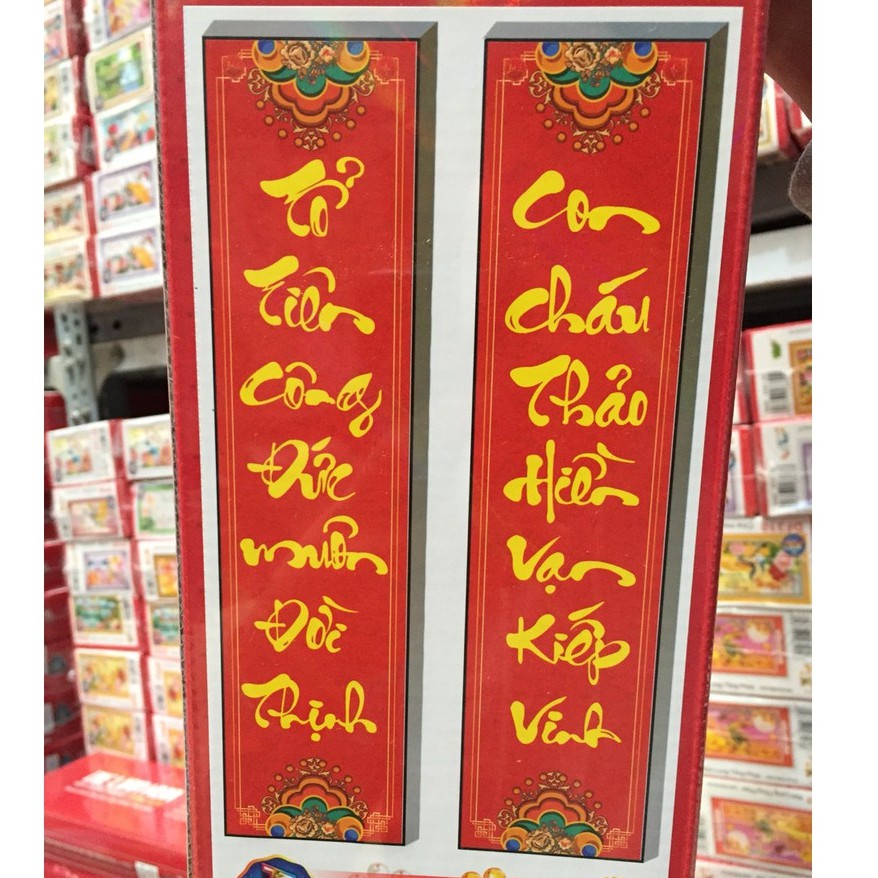 Tổ
Tiên
Công
Đức
muôn
Đời
Thịnh
Con
Cháu
Thảo
Hiền
Vạn
Kiếp
Vinh